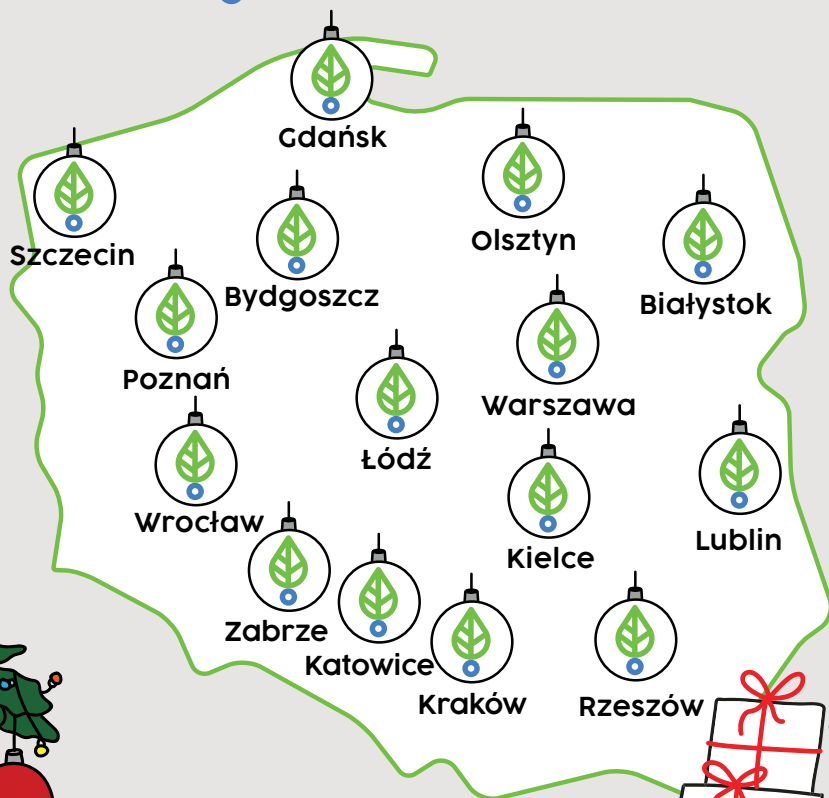 Gdańsk
Olsztyn
Szczecin
Bydgoszcz
Białystok
Poznań
Warszawa
Łódź
Wrocław
Kielce
Lublin
Zabrze
Katowice
Kraków
Rzeszów